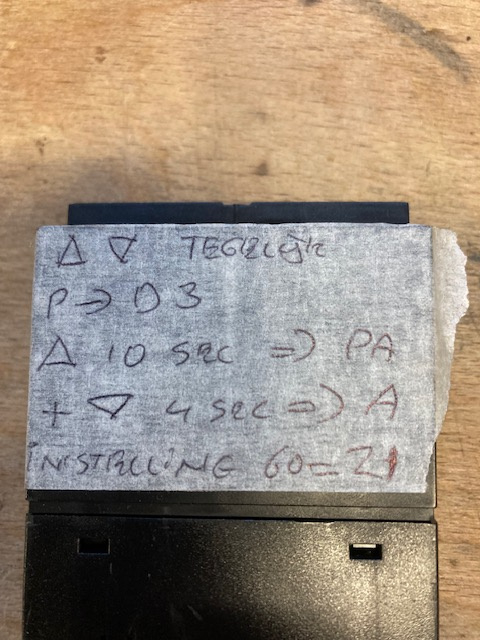 △ ▽ TEGELIJK
P → D 3
△ 10 SEC ⇒ PA
+ ▽ 4 SEC ⇒ A
INSTELLING 60 = 21